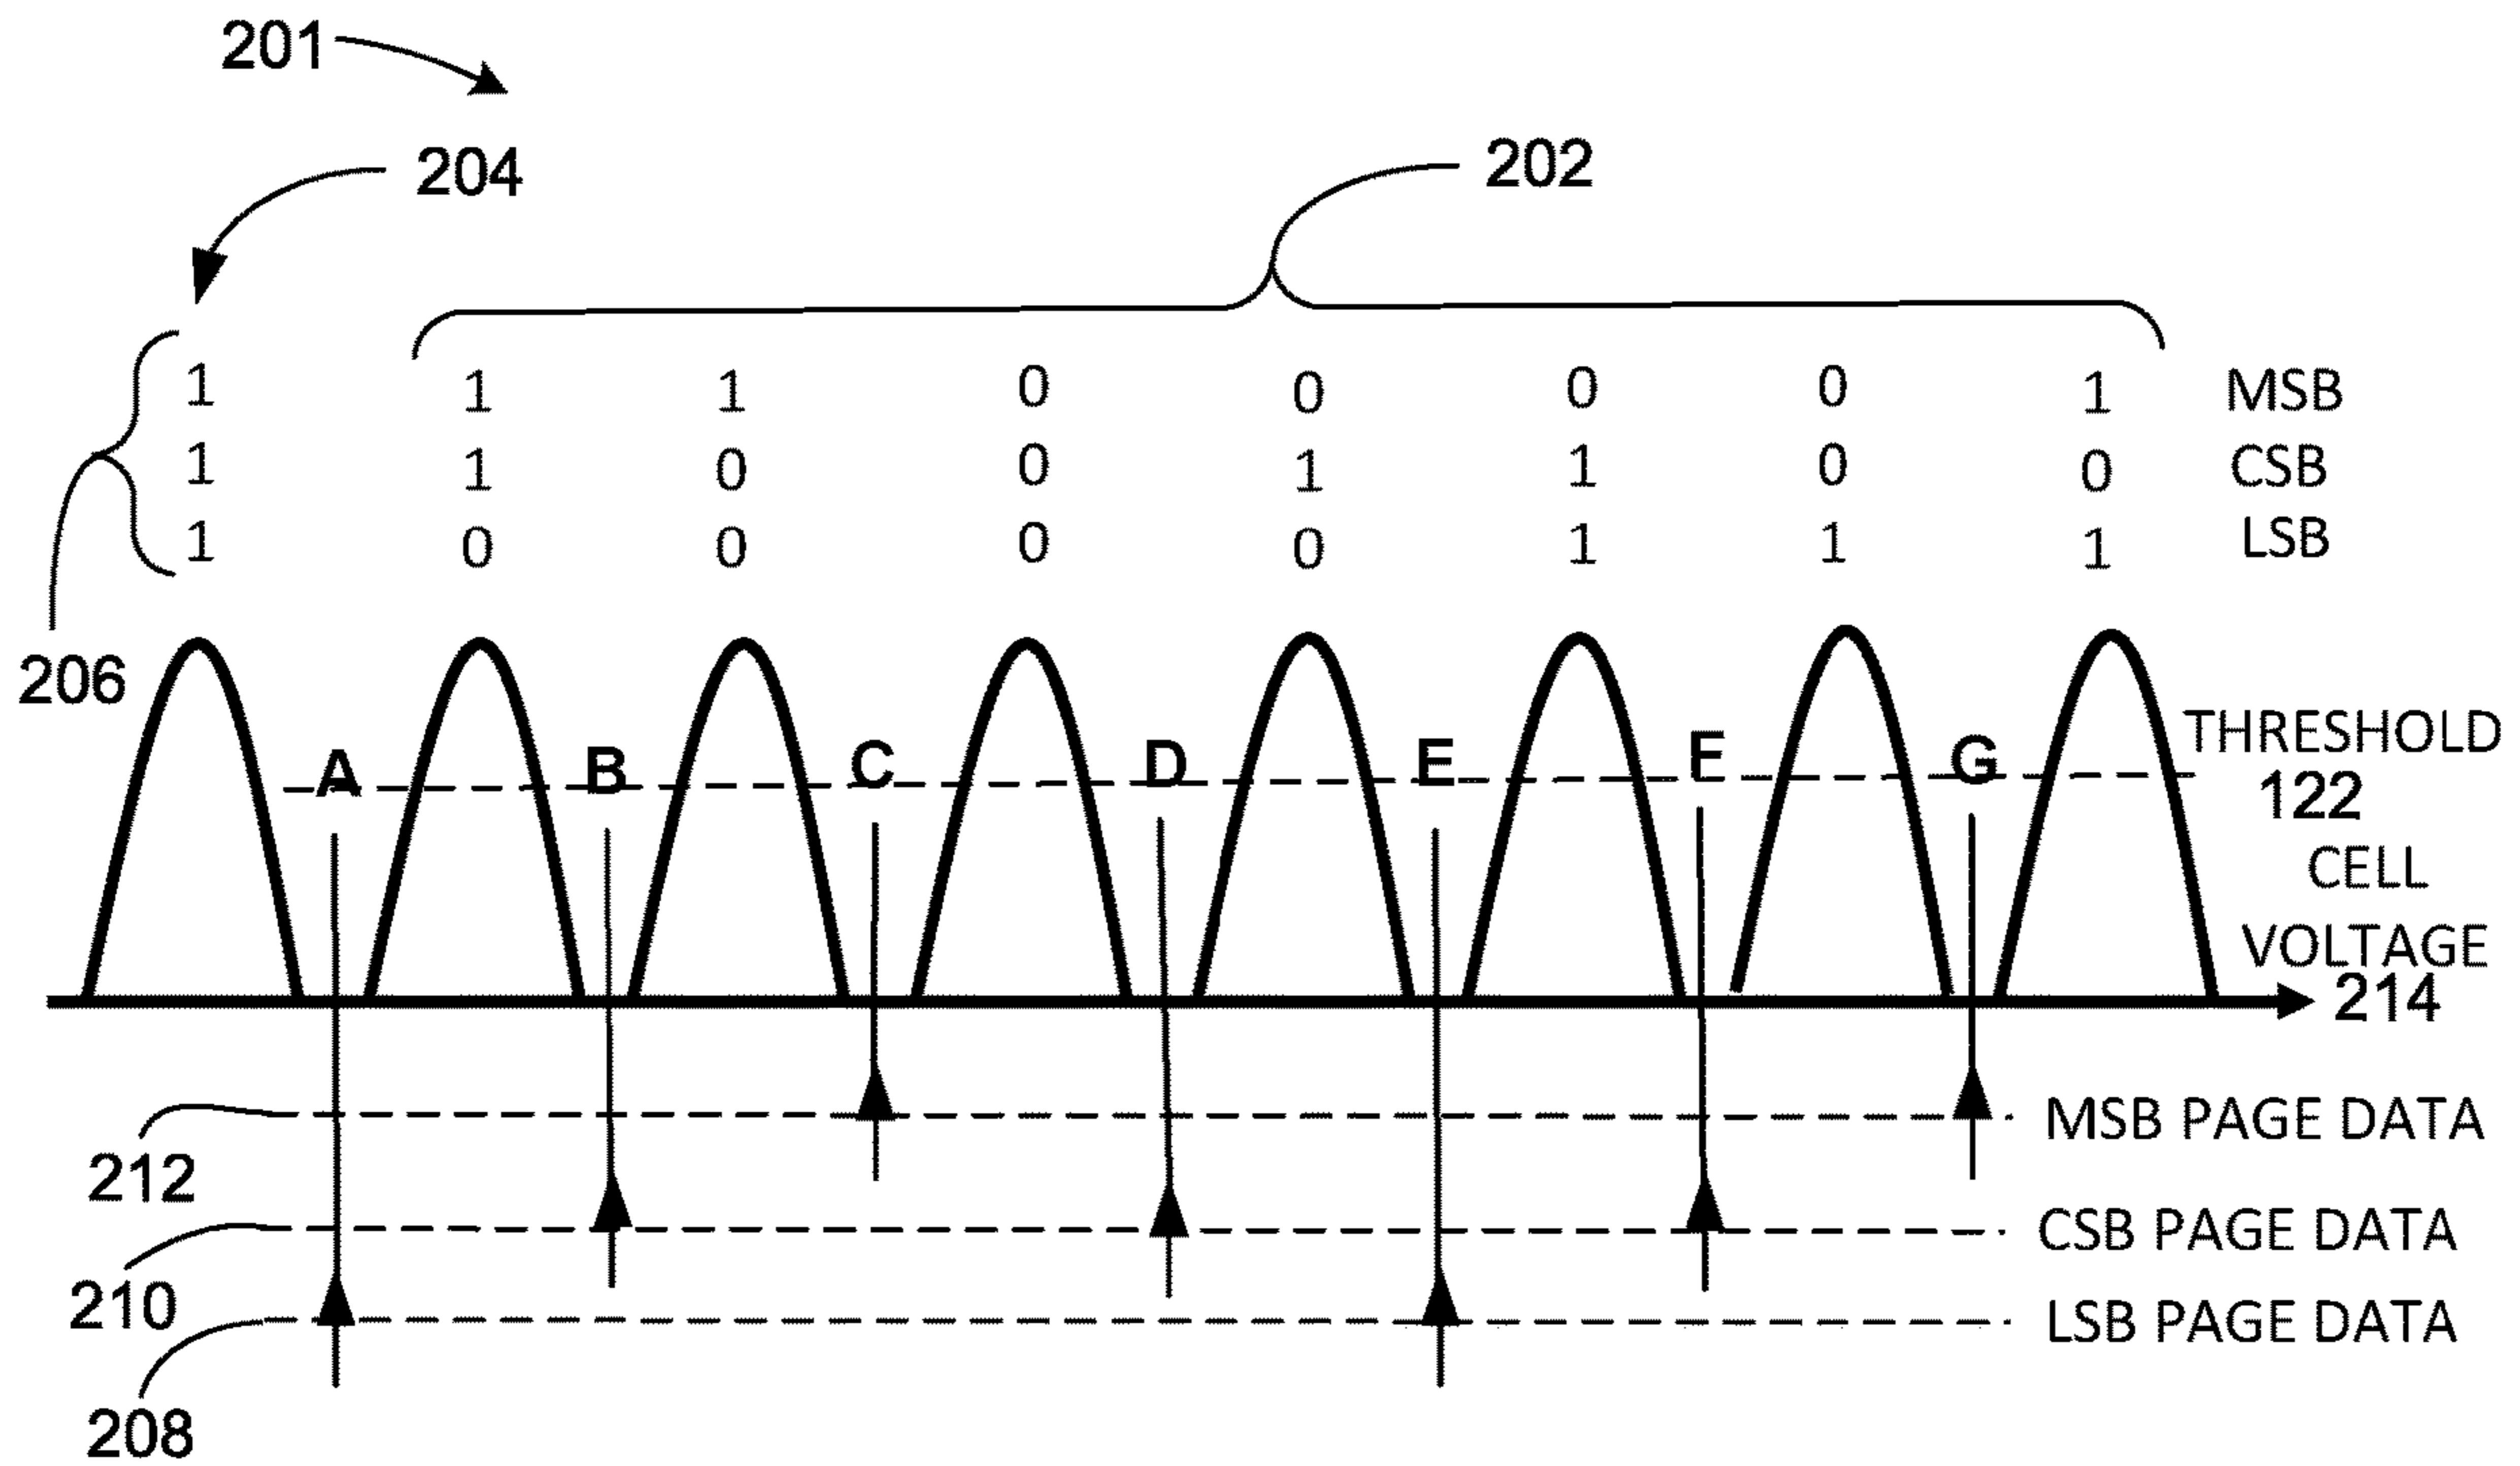 201
204
202
1 1 1 0 0 0 0 1 MSB
1 1 0 0 1 1 0 0 CSB
1 0 0 0 0 1 1 1 LSB
206
A B C D E F G THRESHOLD
122
CELL
VOLTAGE
214
MSB PAGE DATA
212
CSB PAGE DATA
210
LSB PAGE DATA
208